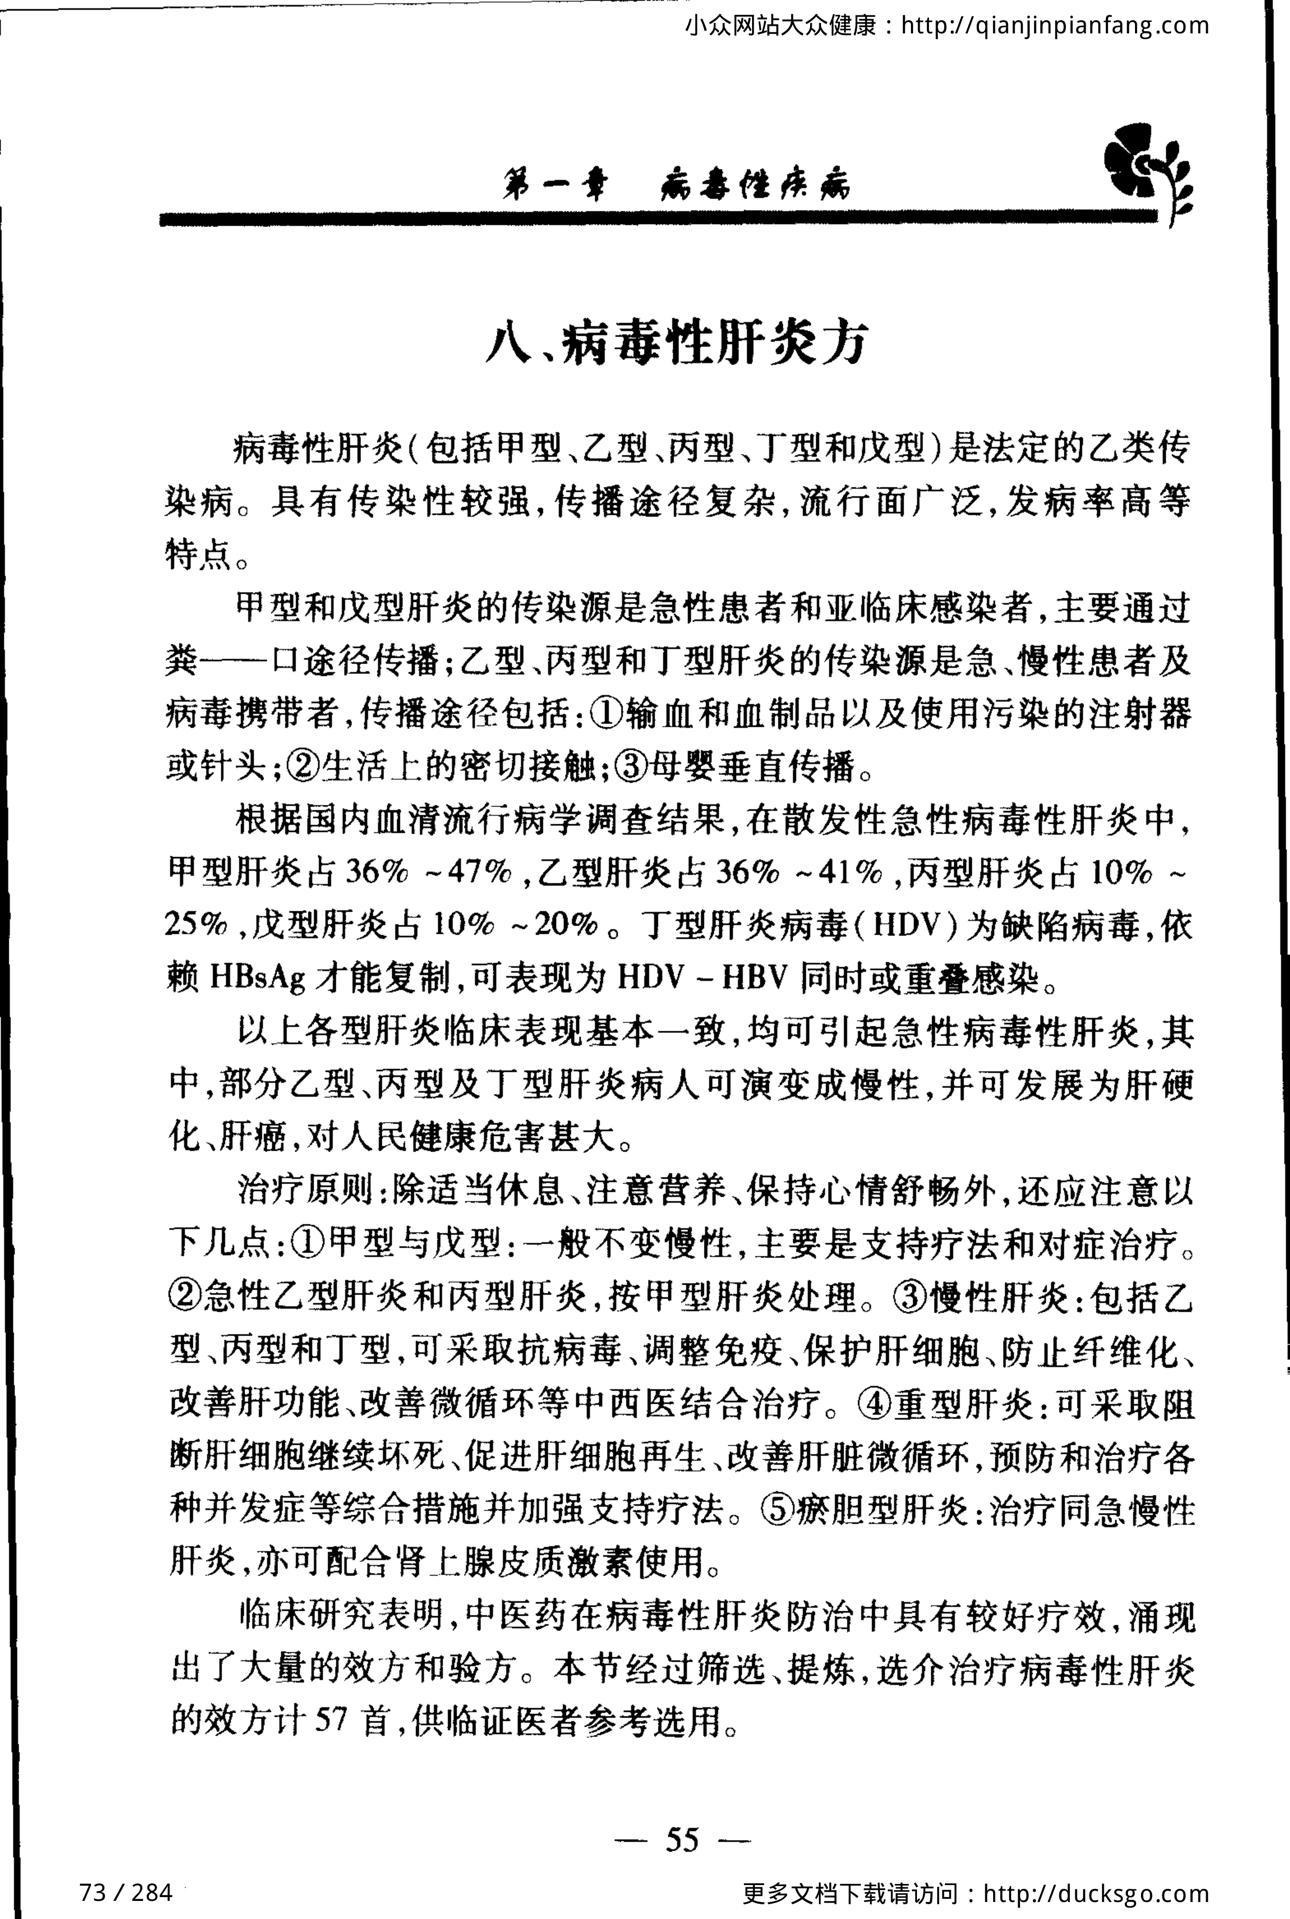 小众网站大众健康：http://qianjinpianfang.com
第一章 病毒性疾病
八、病毒性肝炎方
病毒性肝炎(包括甲型、乙型、丙型、丁型和戊型)是法定的乙类传
染病。具有传染性较强,传播途径复杂,流行面广泛,发病率高等
特点。
甲型和戊型肝炎的传染源是急性患者和亚临床感染者,主要通过
粪——口途径传播;乙型、丙型和丁型肝炎的传染源是急、慢性患者及
病毒携带者,传播途径包括:①输血和血制品以及使用污染的注射器
或针头;②生活上的密切接触;③母婴垂直传播。
根据国内血清流行病学调查结果,在散发性急性病毒性肝炎中,
甲型肝炎占 36% ~47%,乙型肝炎占 36% ~41%,丙型肝炎占 10% ~
25%,戊型肝炎占 10% ~20%。丁型肝炎病毒(HDV)为缺陷病毒,依
赖 HBsAg 才能复制,可表现为 HDV－HBV 同时或重叠感染。
以上各型肝炎临床表现基本一致,均可引起急性病毒性肝炎,其
中,部分乙型、丙型及丁型肝炎病人可演变成慢性,并可发展为肝硬
化、肝癌,对人民健康危害甚大。
治疗原则:除适当休息、注意营养、保持心情舒畅外,还应注意以
下几点:①甲型与戊型:一般不变慢性,主要是支持疗法和对症治疗。
②急性乙型肝炎和丙型肝炎,按甲型肝炎处理。③慢性肝炎:包括乙
型、丙型和丁型,可采取抗病毒、调整免疫、保护肝细胞、防止纤维化、
改善肝功能、改善微循环等中西医结合治疗。④重型肝炎:可采取阻
断肝细胞继续坏死、促进肝细胞再生、改善肝脏微循环,预防和治疗各
种并发症等综合措施并加强支持疗法。⑤瘀胆型肝炎:治疗同急慢性
肝炎,亦可配合肾上腺皮质激素使用。
临床研究表明,中医药在病毒性肝炎防治中具有较好疗效,涌现
出了大量的效方和验方。本节经过筛选、提炼,选介治疗病毒性肝炎
的效方计 57 首,供临证医者参考选用。
— 55 —
73 / 284
更多文档下载请访问：http://ducksgo.com